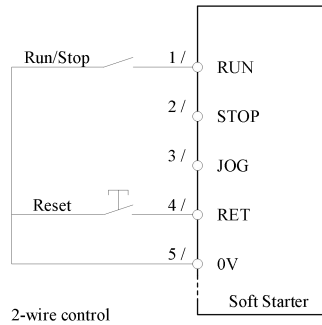 Run/Stop 1 / RUN
2 / STOP
3 / JOG
Reset 4 / RET
5 / 0V
Soft Starter
2-wire control